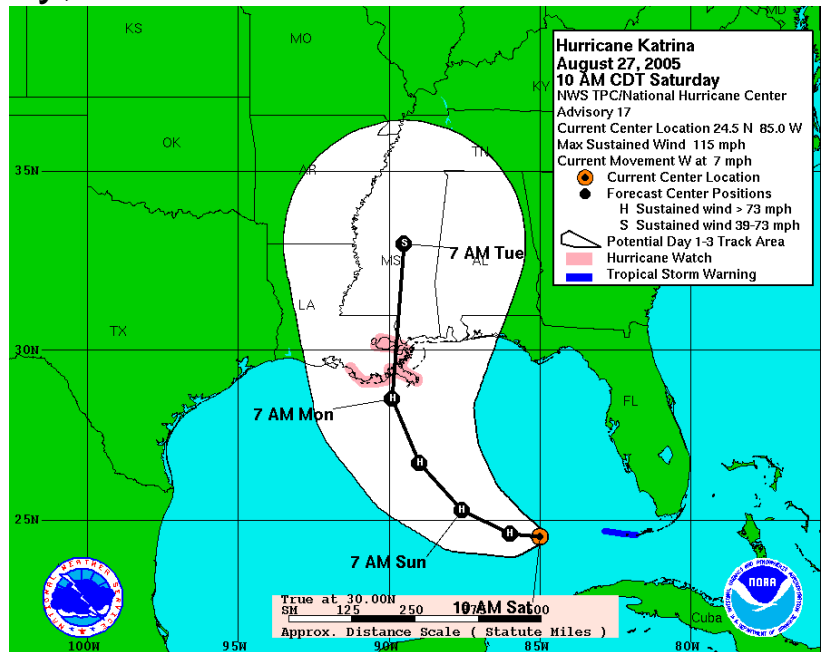 KS
MO
MD
Hurricane Katrina
August 27, 2005
10 AM CDT Saturday
NWS TPC/National Hurricane Center
Advisory 17
Current Center Location 24.5 N 85.0 W
Max Sustained Wind 115 mph
Current Movement W at 7 mph
Current Center Location
Forecast Center Positions
H Sustained wind > 73 mph
S Sustained wind 39-73 mph
Potential Day 1-3 Track Area
Hurricane Watch
Tropical Storm Warning
KY
OK
TN
35N
AR
S
7 AM Tue
MS
AL
LA
TX
30N
H
7 AM Mon
FL
H
H
25N
H
7 AM Sun
NATIONAL WEATHER SERVICE
NOAA
True at 30.00N
10 AM Sat
SM 125 250
Approx. Distance Scale ( Statute Miles )
Cuba
100W
95W
90W
85W
80W